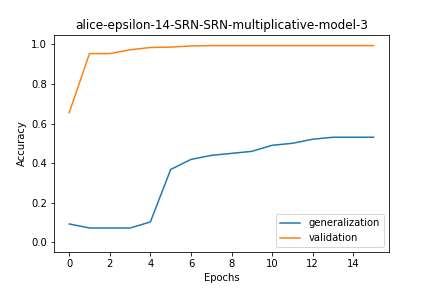 alice-epsilon-14-SRN-SRN-multiplicative-model-3
1.0
0.8
0.6
0.4
0.2
0.0
Accuracy
generalization
validation
0 2 4 6 8 10 12 14
Epochs